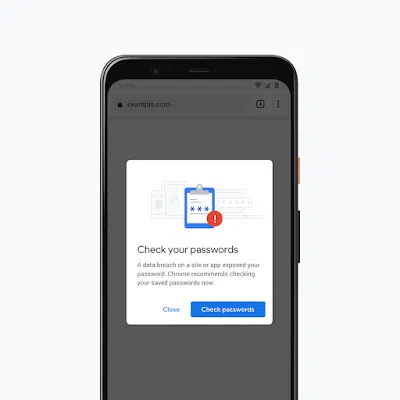 example.com
***
!
Check your passwords
A data breach on a site or app exposed your
password. Chrome recommends checking
your saved passwords now.
Close
Check passwords